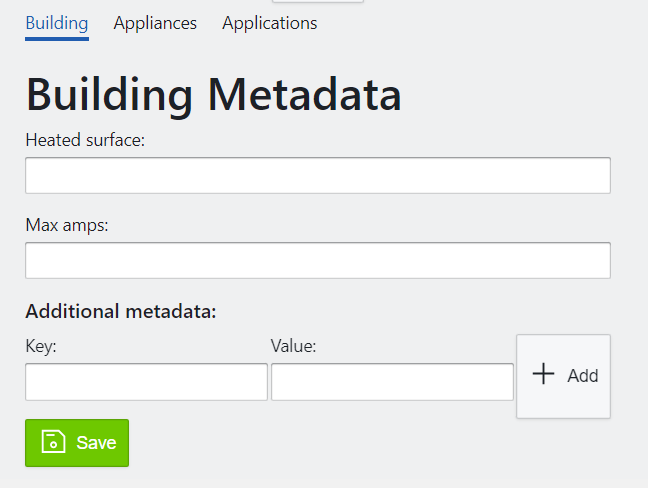 Building Appliances Applications
Building Metadata
Heated surface:
Max amps:
Additional metadata:
Key: Value:
Add
Save